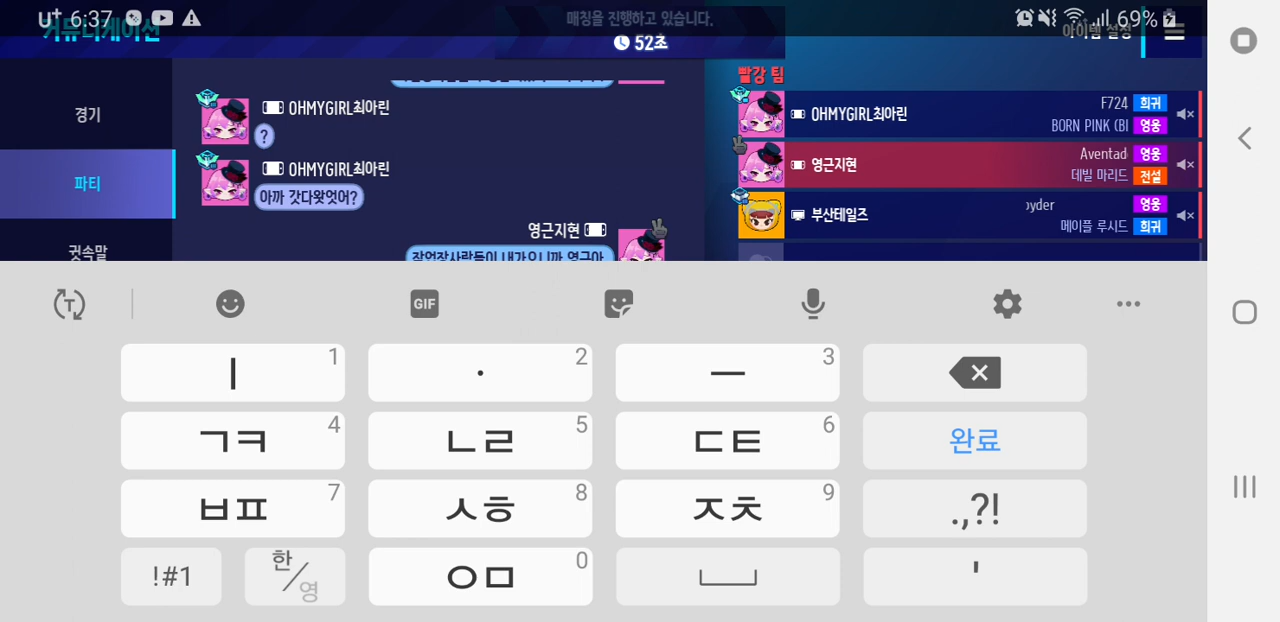 U+ 6:37
69%
커뮤니케이션
매칭을 진행하고 있습니다.
52초
아이템 설정
경기
파티
귓속말
OHMYGIRL최아린
?
OHMYGIRL최아린
아까 갓다왓엇어?
영근지현
빨강 팀
OHMYGIRL최아린
F724 희귀
BORN PINK (BI 영웅
영근지현
Aventad 영웅
데빌 마리드 전설
부산테일즈
yder 영웅
메이플 루시드 희귀
T
GIF
ㅣ 1
· 2
ㅡ 3
ㄱㅋ 4
ㄴㄹ 5
ㄷㅌ 6
완료
ㅂㅍ 7
ㅅㅎ 8
ㅈㅊ 9
.,?!
!#1
한/영
ㅇㅁ 0
'